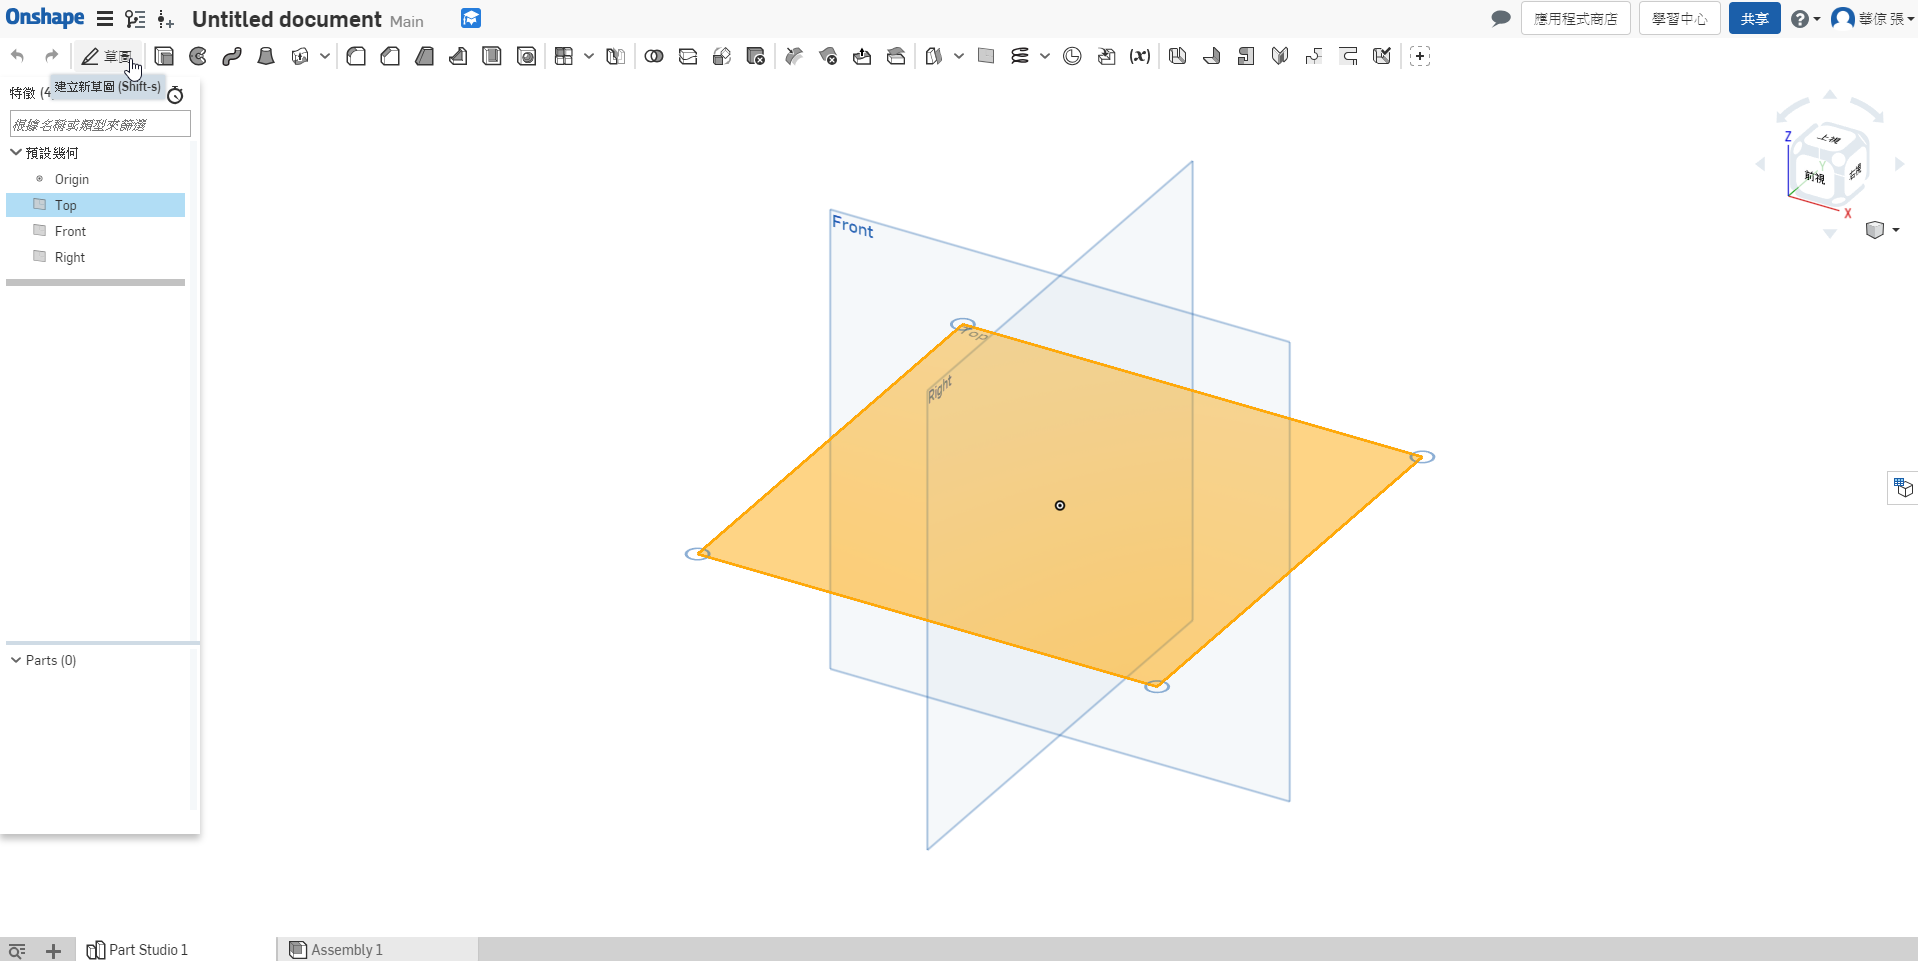 Onshape Untitled document Main 應用程式商店 學習中心 共享 華倞 張
草圖 (x)
建立新草圖 (Shift-s)
特徵 (4
根據名稱或類型來篩選
預設幾何
Origin
Top
Front
Right
Parts (0)
Front
Top
Right
Z
上視
Y
前視
右視
X
Part Studio 1
Assembly 1